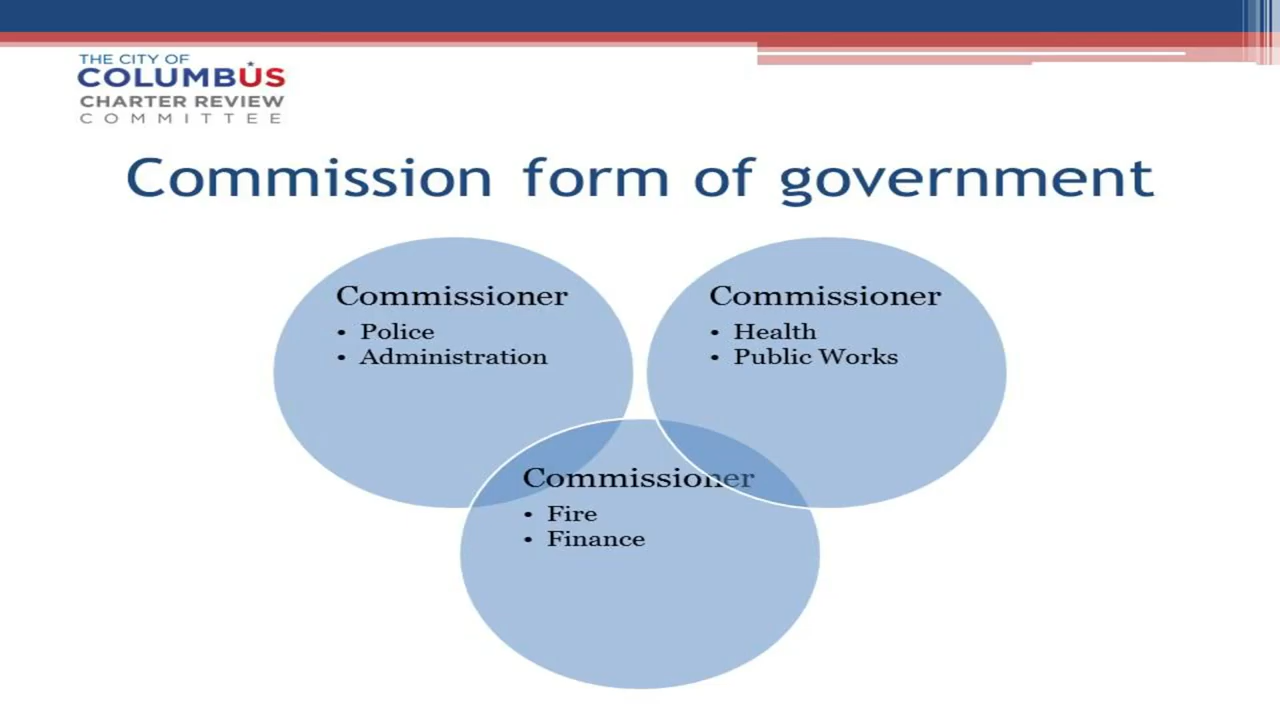 THE CITY OF
COLUMBUS
CHARTER REVIEW
COMMITTEE
Commission form of government
Commissioner
• Police
• Administration
Commissioner
• Health
• Public Works
Commissioner
• Fire
• Finance